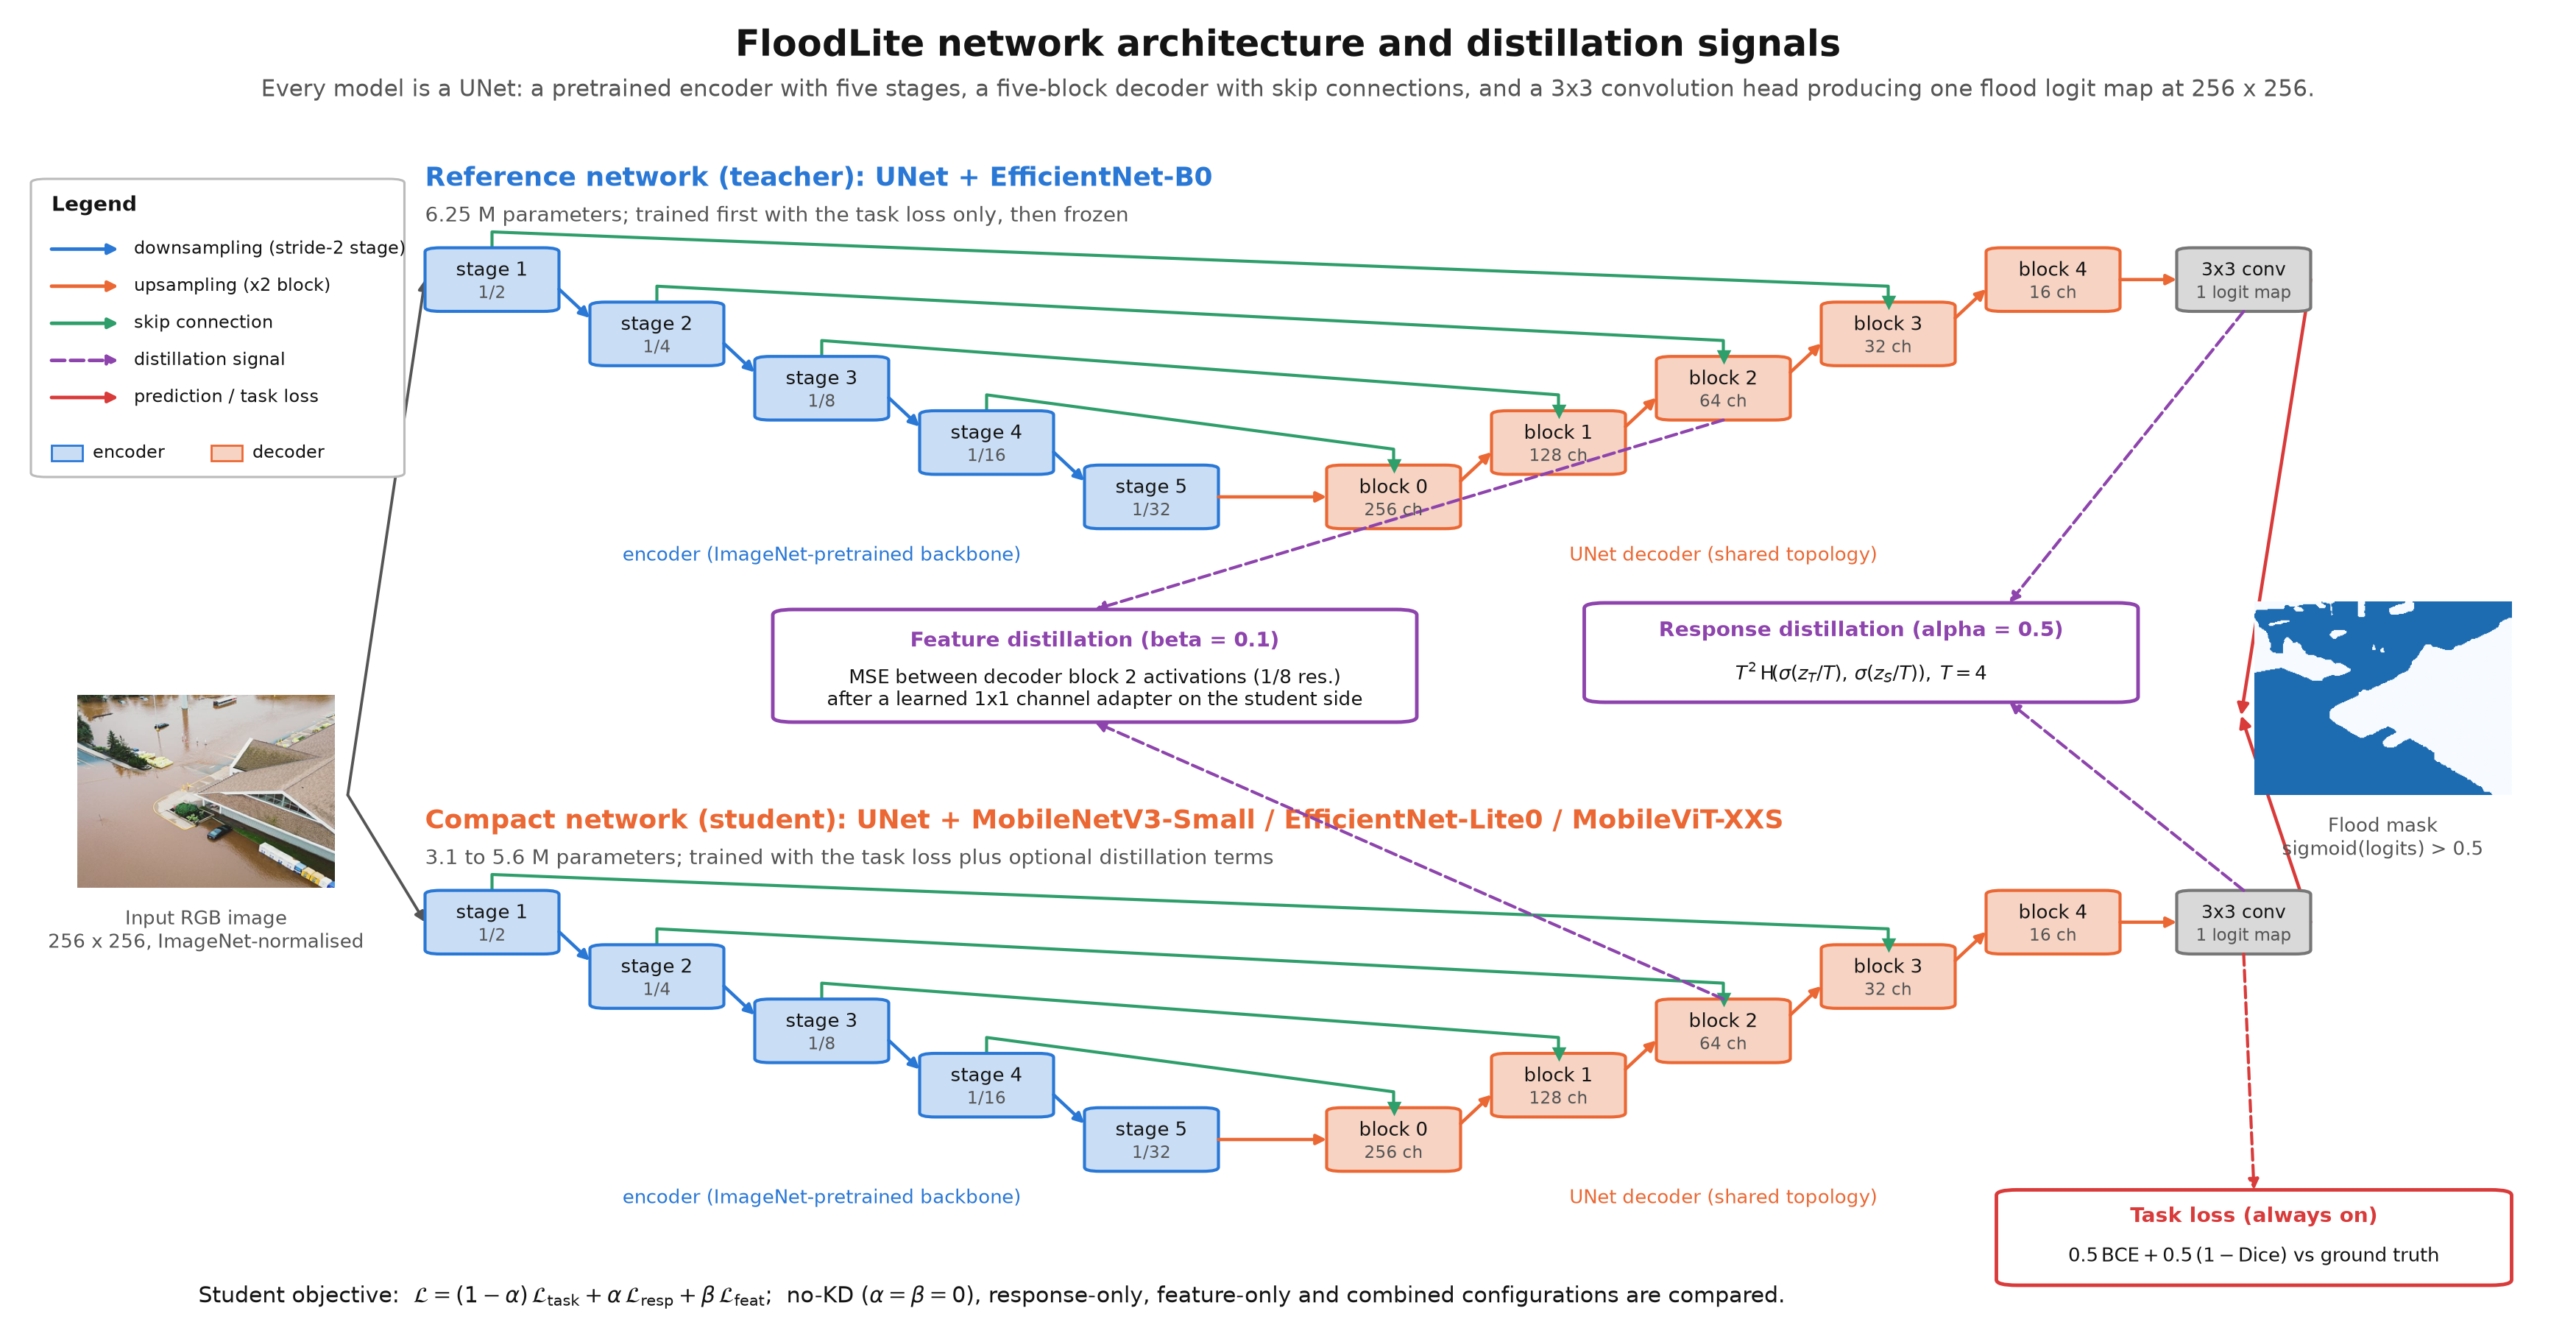 FloodLite network architecture and distillation signals
Every model is a UNet: a pretrained encoder with five stages, a five-block decoder with skip connections, and a 3x3 convolution head producing one flood logit map at 256 x 256.
Legend
downsampling (stride-2 stage)
upsampling (x2 block)
skip connection
distillation signal
prediction / task loss
encoder
decoder
Reference network (teacher): UNet + EfficientNet-B0
6.25 M parameters; trained first with the task loss only, then frozen
stage 1
1/2
stage 2
1/4
stage 3
1/8
stage 4
1/16
stage 5
1/32
block 0
256 ch
block 1
128 ch
block 2
64 ch
block 3
32 ch
block 4
16 ch
3x3 conv
1 logit map
encoder (ImageNet-pretrained backbone)
UNet decoder (shared topology)
Feature distillation (beta = 0.1)
MSE between decoder block 2 activations (1/8 res.)
after a learned 1x1 channel adapter on the student side
Response distillation (alpha = 0.5)
T² H(σ(z_T/T), σ(z_S/T)), T = 4
Input RGB image
256 x 256, ImageNet-normalised
Flood mask
sigmoid(logits) > 0.5
Compact network (student): UNet + MobileNetV3-Small / EfficientNet-Lite0 / MobileViT-XXS
3.1 to 5.6 M parameters; trained with the task loss plus optional distillation terms
stage 1
1/2
stage 2
1/4
stage 3
1/8
stage 4
1/16
stage 5
1/32
block 0
256 ch
block 1
128 ch
block 2
64 ch
block 3
32 ch
block 4
16 ch
3x3 conv
1 logit map
encoder (ImageNet-pretrained backbone)
UNet decoder (shared topology)
Task loss (always on)
0.5 BCE + 0.5 (1 − Dice) vs ground truth
Student objective: ℒ = (1 − α) ℒ_task + α ℒ_resp + β ℒ_feat; no-KD (α = β = 0), response-only, feature-only and combined configurations are compared.